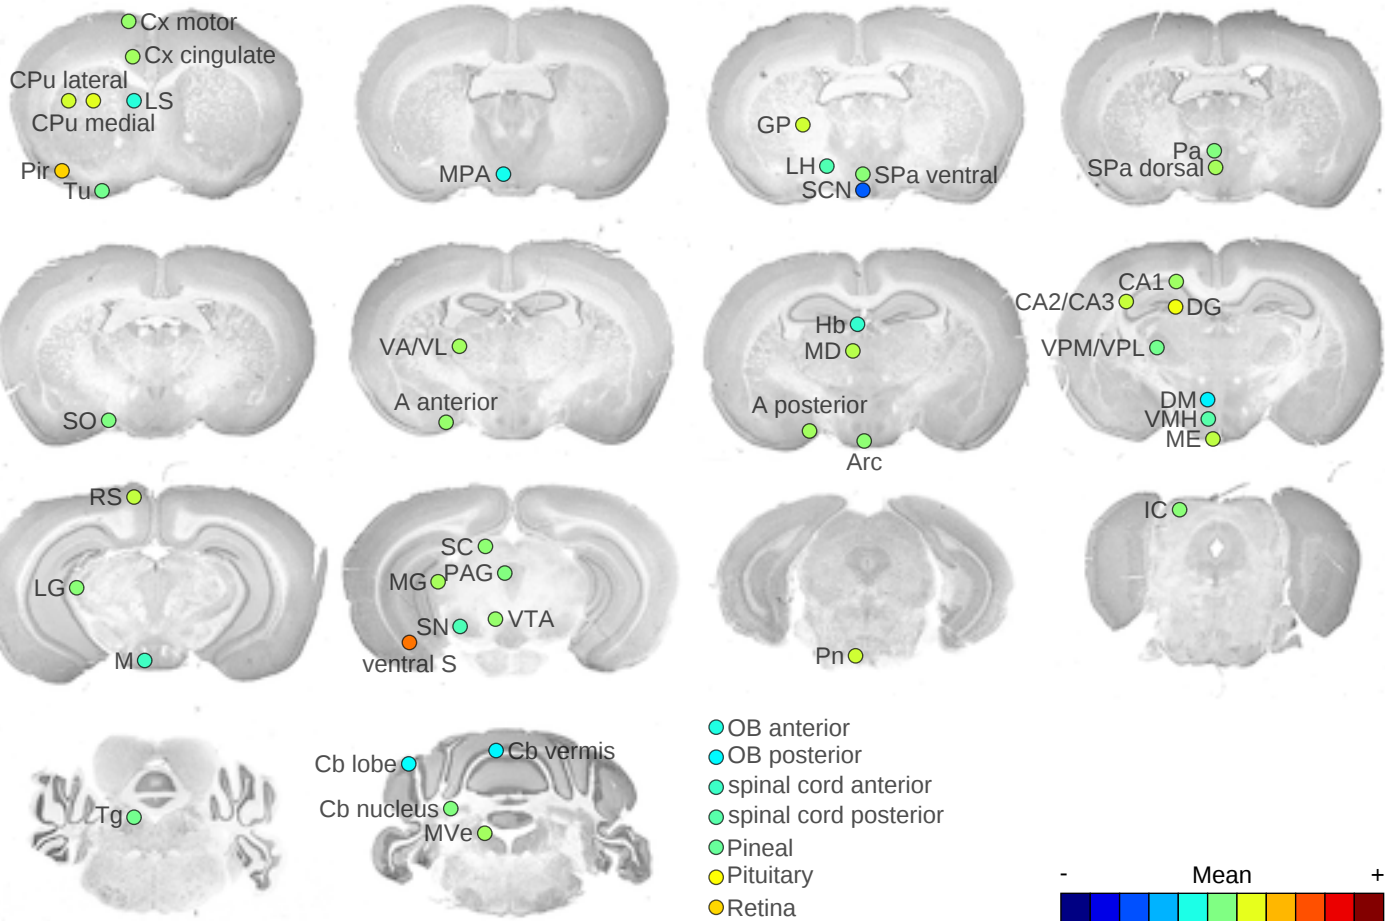 Cx motor
Cx cingulate
CPu lateral
LS
CPu medial
Pir
Tu
MPA
GP
LH
SPa ventral
SCN
Pa
SPa dorsal
SO
VA/VL
A anterior
Hb
MD
A posterior
Arc
CA1
CA2/CA3
DG
VPM/VPL
DM
VMH
ME
RS
LG
M
SC
MG
PAG
SN
VTA
ventral S
Pn
IC
Tg
Cb lobe
Cb vermis
Cb nucleus
MVe
OB anterior
OB posterior
spinal cord anterior
spinal cord posterior
Pineal
Pituitary
Retina
- Mean +